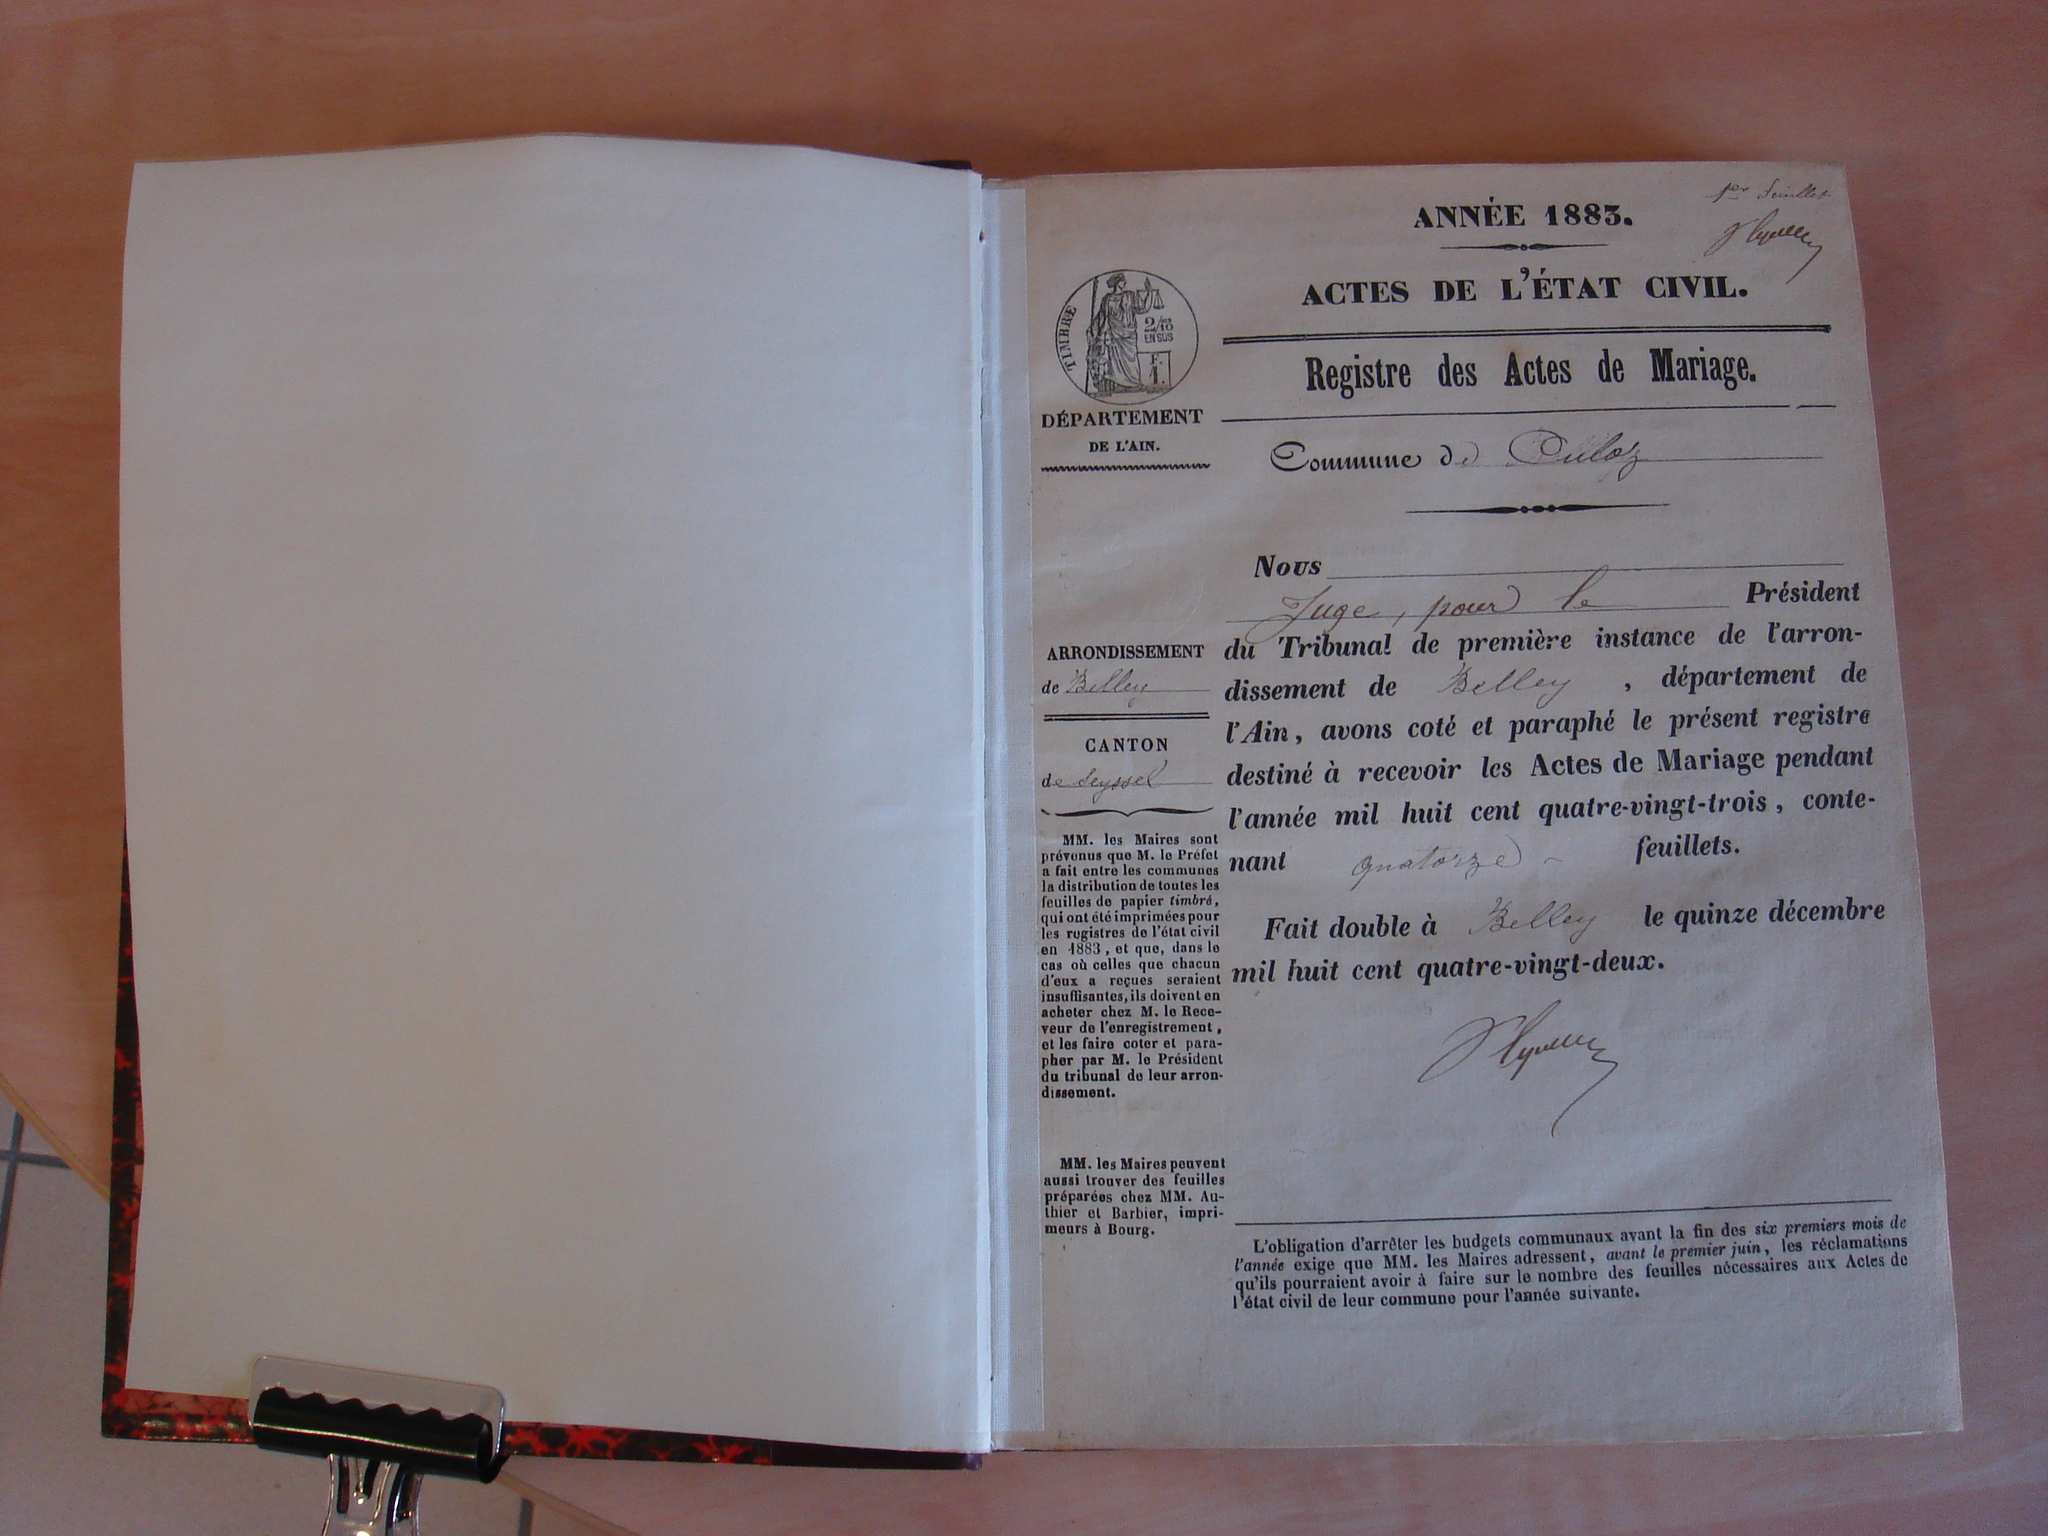 1er feuillet
ANNÉE 1883.
ACTES DE L'ÉTAT CIVIL.
Registre des Actes de Mariage.
Commune de Culoz
TIMBRE
2/10
EN SUS
DÉPARTEMENT
DE L'AIN.
ARRONDISSEMENT
de Belley
CANTON
de Seyssel
MM. les Maires sont
prévenus que M. le Préfet
a fait entre les communes
la distribution de toutes les
feuilles de papier timbré,
qui ont été imprimées pour
les registres de l'état civil
en 1883, et que, dans le
cas où celles que chacun
d'eux a reçues seraient
insuffisantes, ils doivent en
acheter chez M. le Rece-
veur de l'enregistrement,
et les faire coter et para-
pher par M. le Président
du tribunal de leur arron-
dissement.
MM. les Maires peuvent
aussi trouver des feuilles
préparées chez MM. Au-
thier et Barbier, impri-
meurs à Bourg.
Nous
Juge, pour le Président
du Tribunal de première instance de l'arron-
dissement de Belley, département de
l'Ain, avons coté et paraphé le présent registre
destiné à recevoir les Actes de Mariage pendant
l'année mil huit cent quatre-vingt-trois, conte-
nant quatorze feuillets.
Fait double à Belley le quinze décembre
mil huit cent quatre-vingt-deux.
L'obligation d'arrêter les budgets communaux avant la fin des six premiers mois de
l'année exige que MM. les Maires adressent, avant le premier juin, les réclamations
qu'ils pourraient avoir à faire sur le nombre des feuilles nécessaires aux Actes de
l'état civil de leur commune pour l'année suivante.